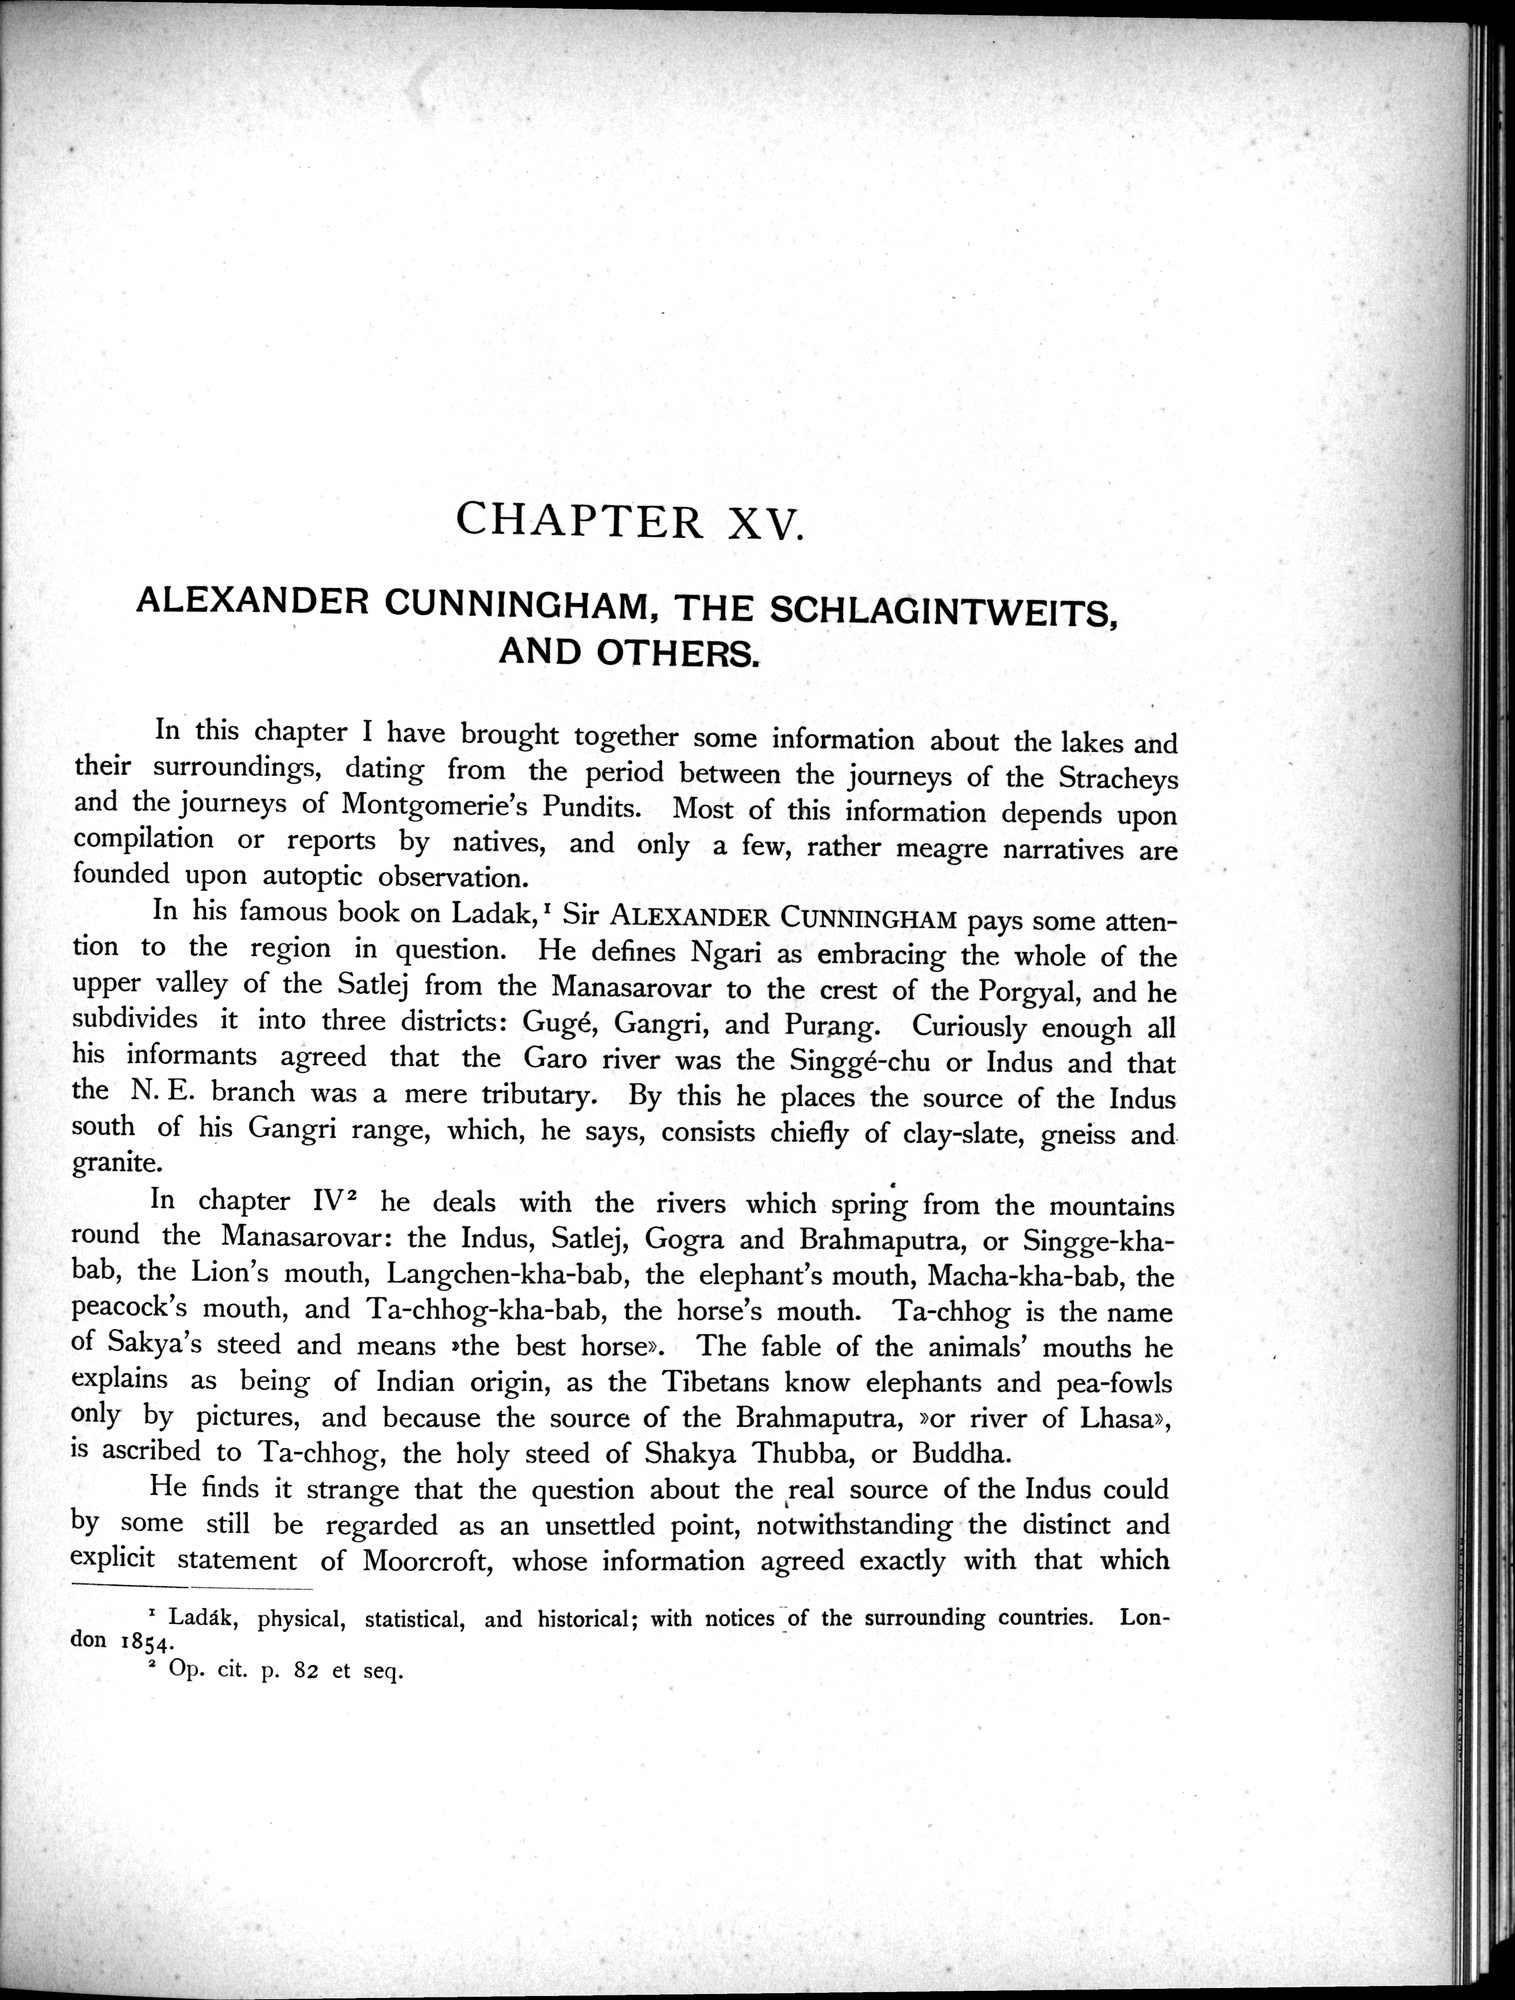 CHAPTER XV.
ALEXANDER CUNNINGHAM, THE SCHLAGINTWEITS,
AND OTHERS.
In this chapter I have brought together some information about the lakes and
their surroundings, dating from the period between the journeys of the Stracheys
and the journeys of Montgomerie's Pundits. Most of this information depends upon
compilation or reports by natives, and only a few, rather meagre narratives are
founded upon autoptic observation.
In his famous book on Ladak,¹ Sir ALEXANDER CUNNINGHAM pays some atten-
tion to the region in question. He defines Ngari as embracing the whole of the
upper valley of the Satlej from the Manasarovar to the crest of the Porgyal, and he
subdivides it into three districts: Gugé, Gangri, and Purang. Curiously enough all
his informants agreed that the Garo river was the Singgé-chu or Indus and that
the N. E. branch was a mere tributary. By this he places the source of the Indus
south of his Gangri range, which, he says, consists chiefly of clay-slate, gneiss and
granite.
In chapter IV² he deals with the rivers which spring from the mountains
round the Manasarovar: the Indus, Satlej, Gogra and Brahmaputra, or Singge-kha-
bab, the Lion's mouth, Langchen-kha-bab, the elephant's mouth, Macha-kha-bab, the
peacock's mouth, and Ta-chhog-kha-bab, the horse's mouth. Ta-chhog is the name
of Sakya's steed and means »the best horse». The fable of the animals' mouths he
explains as being of Indian origin, as the Tibetans know elephants and pea-fowls
only by pictures, and because the source of the Brahmaputra, »or river of Lhasa»,
is ascribed to Ta-chhog, the holy steed of Shakya Thubba, or Buddha.
He finds it strange that the question about the real source of the Indus could
by some still be regarded as an unsettled point, notwithstanding the distinct and
explicit statement of Moorcroft, whose information agreed exactly with that which
¹ Ladák, physical, statistical, and historical; with notices of the surrounding countries. Lon-
don 1854.
² Op. cit. p. 82 et seq.